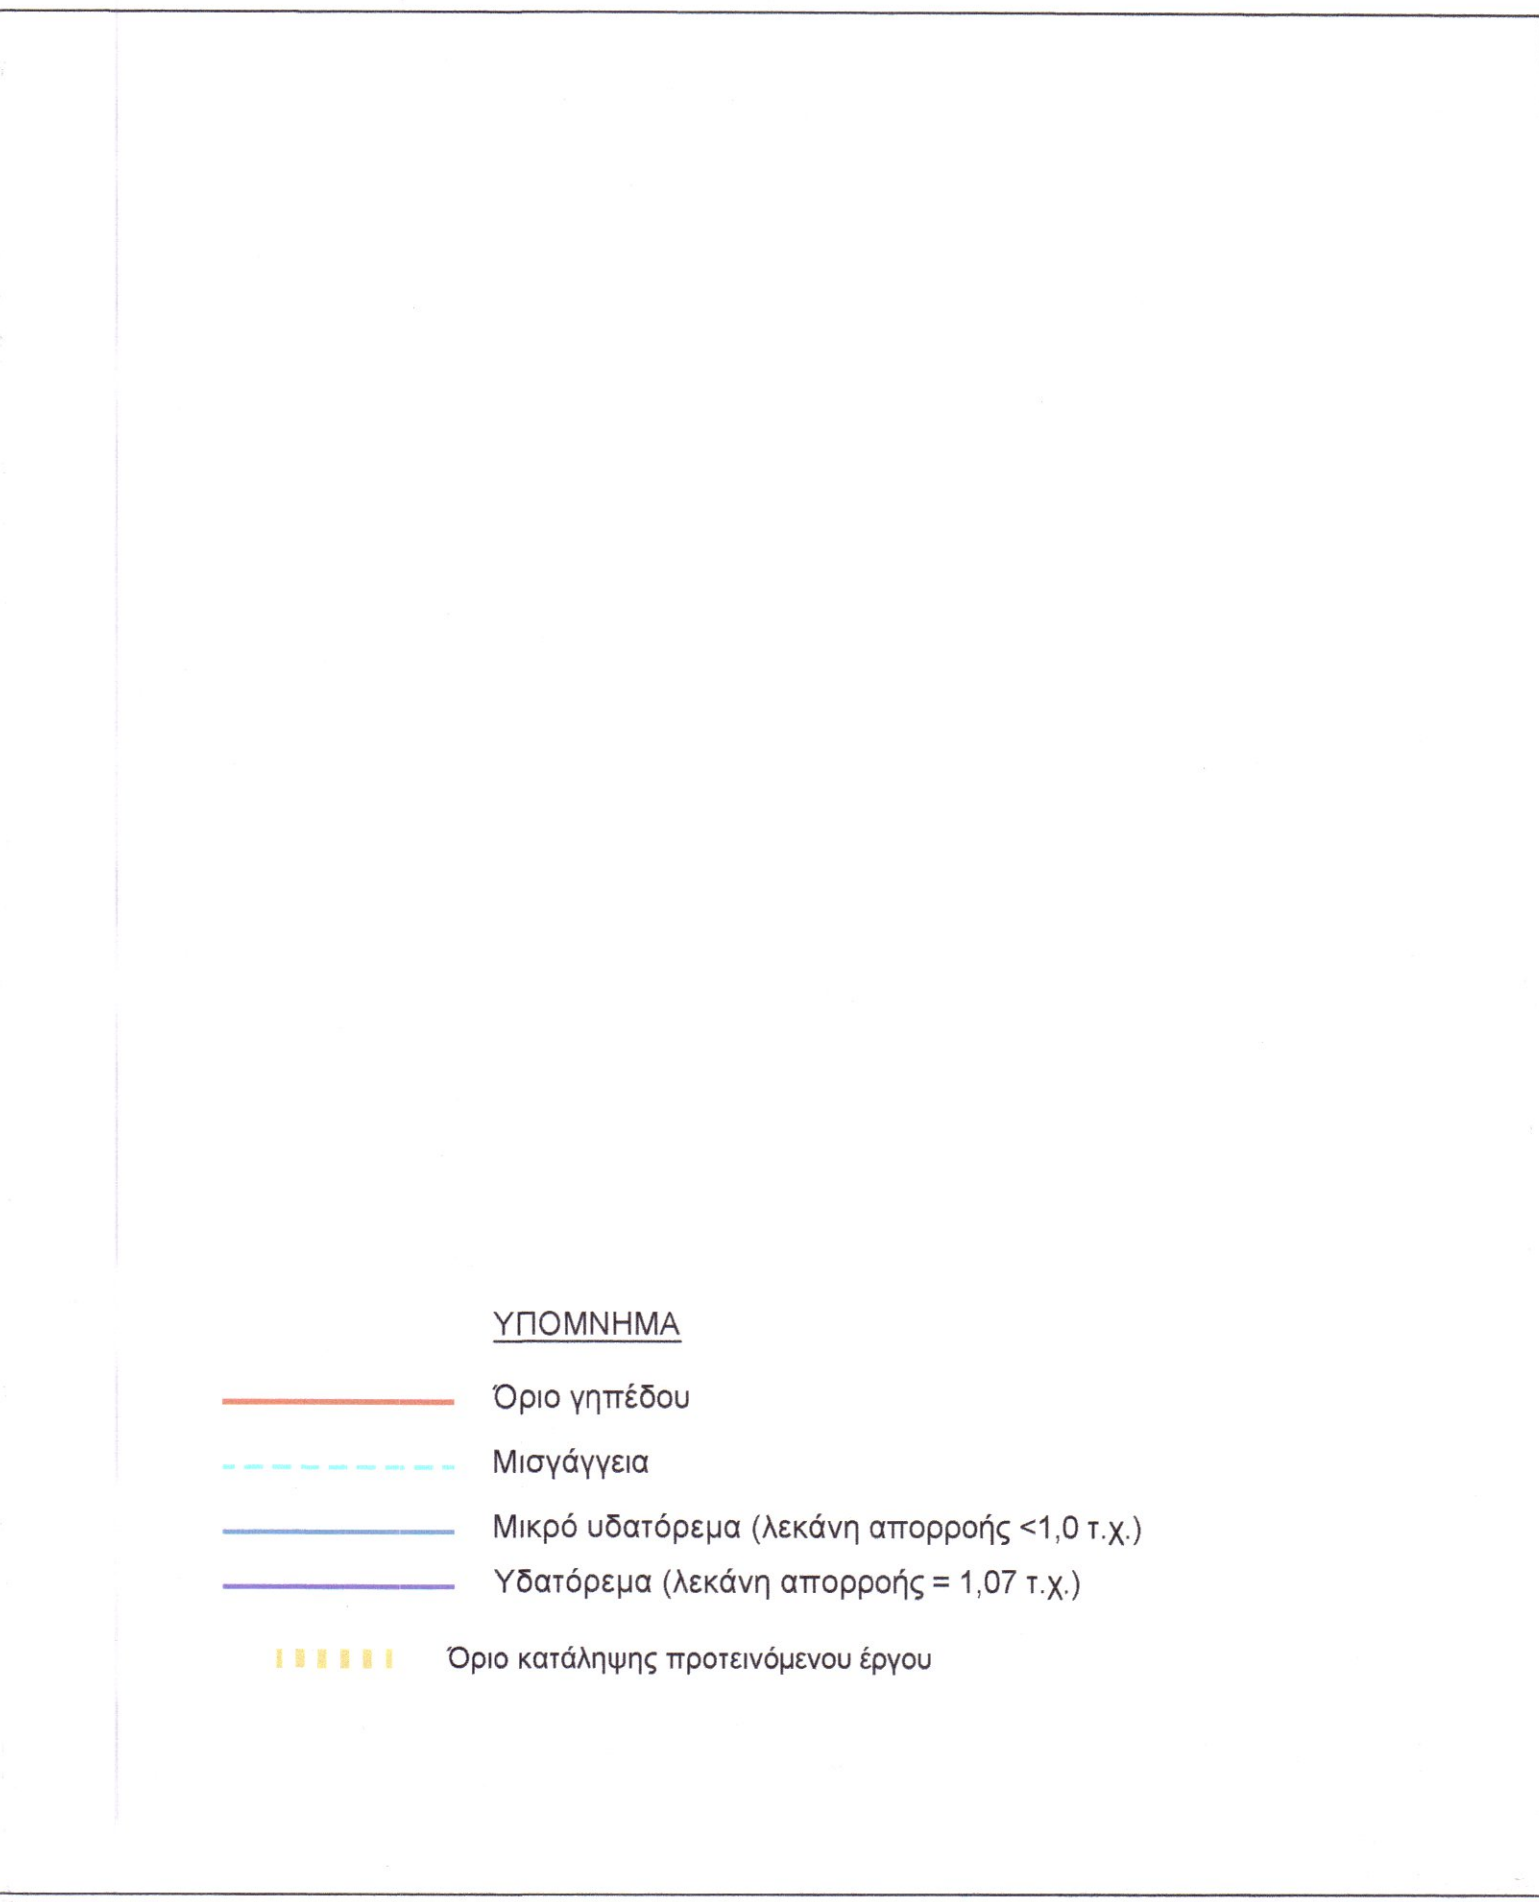 ΥΠΟΜΝΗΜΑ
Όριο γηπέδου
Μισγάγγεια
Μικρό υδατόρεμα (λεκάνη απορροής <1,0 τ.χ.)
Υδατόρεμα (λεκάνη απορροής = 1,07 τ.χ.)
Όριο κατάληψης προτεινόμενου έργου